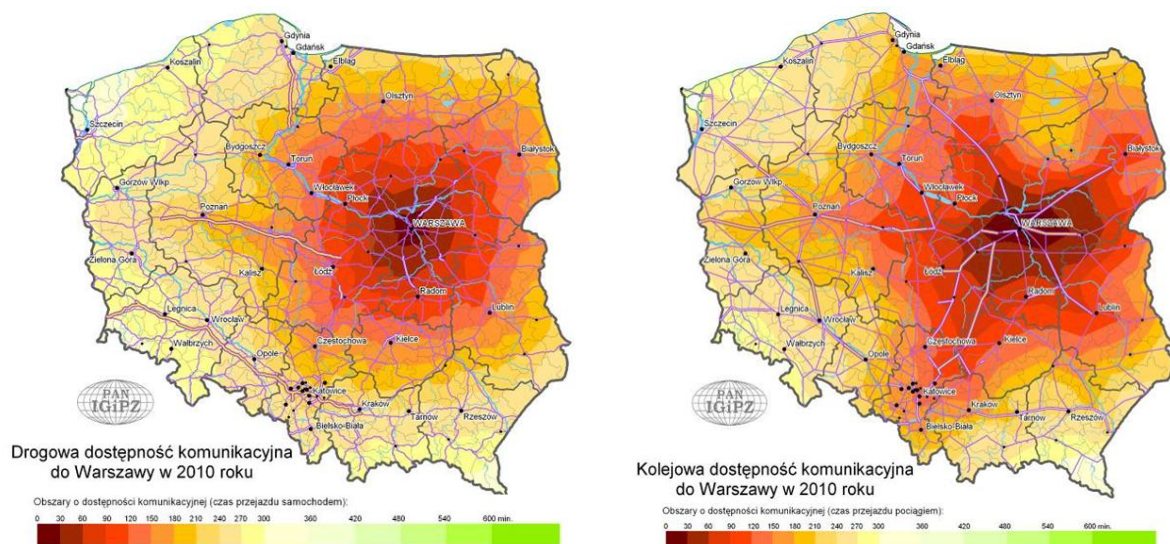 Gdynia
Gdańsk
Koszalin
Elbląg
Olsztyn
Szczecin
Bydgoszcz
Toruń
Białystok
Gorzów Wlkp
Włocławek
Płock
Poznań
WARSZAWA
Zielona Góra
Kalisz
Łódź
Radom
Legnica
Wrocław
Lublin
Wałbrzych
Opole
Częstochowa
Kielce
Katowice
Kraków
Tarnów
Rzeszów
Bielsko-Biała
PAN
IGiPZ
Drogowa dostępność komunikacyjna
do Warszawy w 2010 roku
Obszary o dostępności komunikacyjnej (czas przejazdu samochodem):
0 30 60 90 120 150 180 210 240 270 300 360 420 480 540 600 min.
Gdynia
Gdańsk
Koszalin
Elbląg
Olsztyn
Szczecin
Bydgoszcz
Toruń
Białystok
Gorzów Wlkp
Włocławek
Płock
Poznań
WARSZAWA
Zielona Góra
Kalisz
Łódź
Radom
Legnica
Wrocław
Lublin
Wałbrzych
Opole
Częstochowa
Kielce
Katowice
Kraków
Tarnów
Rzeszów
Bielsko-Biała
PAN
IGiPZ
Kolejowa dostępność komunikacyjna
do Warszawy w 2010 roku
Obszary o dostępności komunikacyjnej (czas przejazdu pociągiem):
0 30 60 90 120 150 180 210 240 270 300 360 420 480 540 600 min.